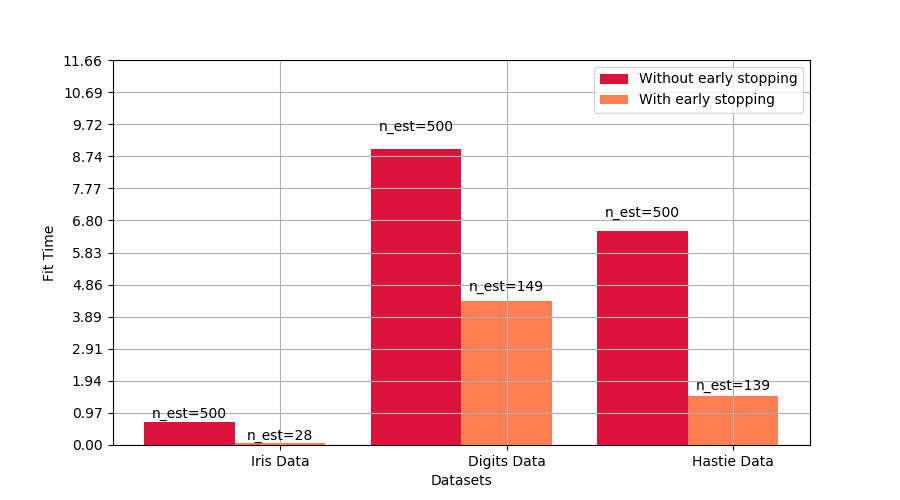 11.66
10.69
9.72
8.74
7.77
6.80
5.83
4.86
3.89
2.91
1.94
0.97
0.00
Fit Time
Without early stopping
With early stopping
n_est=500
n_est=28
n_est=500
n_est=149
n_est=500
n_est=139
Iris Data
Digits Data
Hastie Data
Datasets